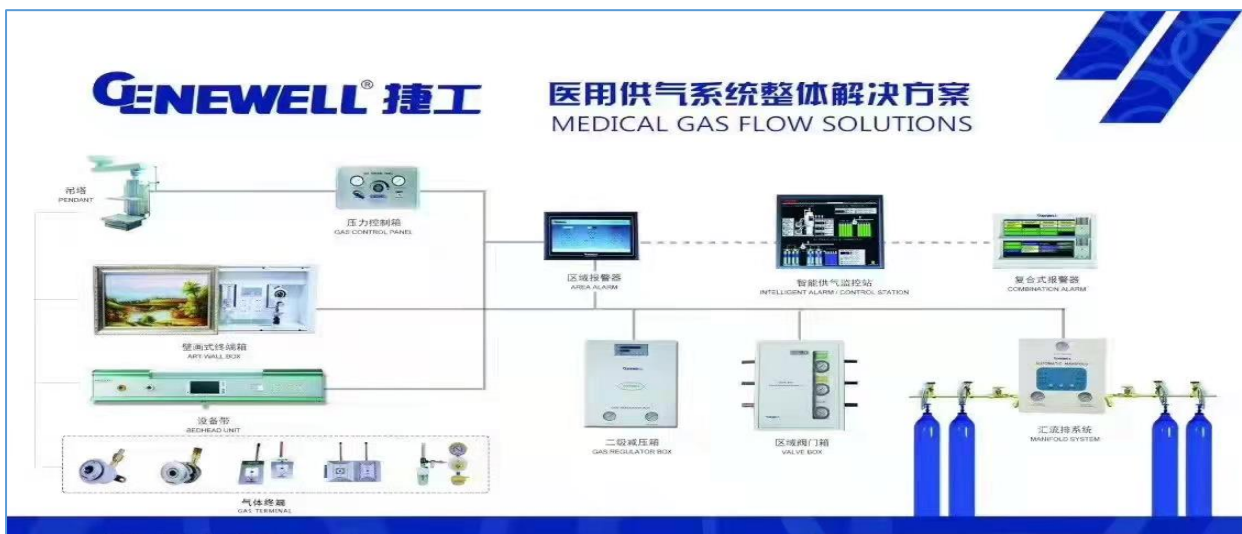 GENEWELL® 捷工
医用供气系统整体解决方案
MEDICAL GAS FLOW SOLUTIONS
吊塔
PENDANT
压力控制箱
GAS CONTROL PANEL
区域报警器
AREA ALARM
智能供气监控站
INTELLIGENT ALARM / CONTROL STATION
复合式报警器
COMBINATION ALARM
壁画式终端箱
ART WALL BOX
设备带
BEDHEAD UNIT
二级减压箱
GAS REGULATOR BOX
区域阀门箱
VALVE BOX
AUTOMATIC MANIFOLD
汇流排系统
MANIFOLD SYSTEM
气体终端
GAS TERMINAL